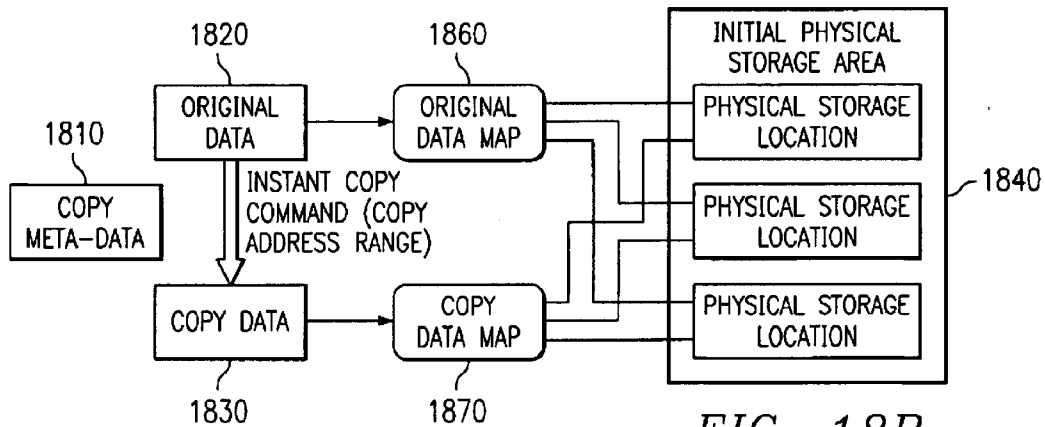 1820
ORIGINAL
DATA
1810
COPY
META-DATA
INSTANT COPY
COMMAND (COPY
ADDRESS RANGE)
COPY DATA
1830
1860
ORIGINAL
DATA MAP
COPY
DATA MAP
1870
INITIAL PHYSICAL
STORAGE AREA
PHYSICAL STORAGE
LOCATION
PHYSICAL STORAGE
LOCATION
PHYSICAL STORAGE
LOCATION
1840
FIG. 18B